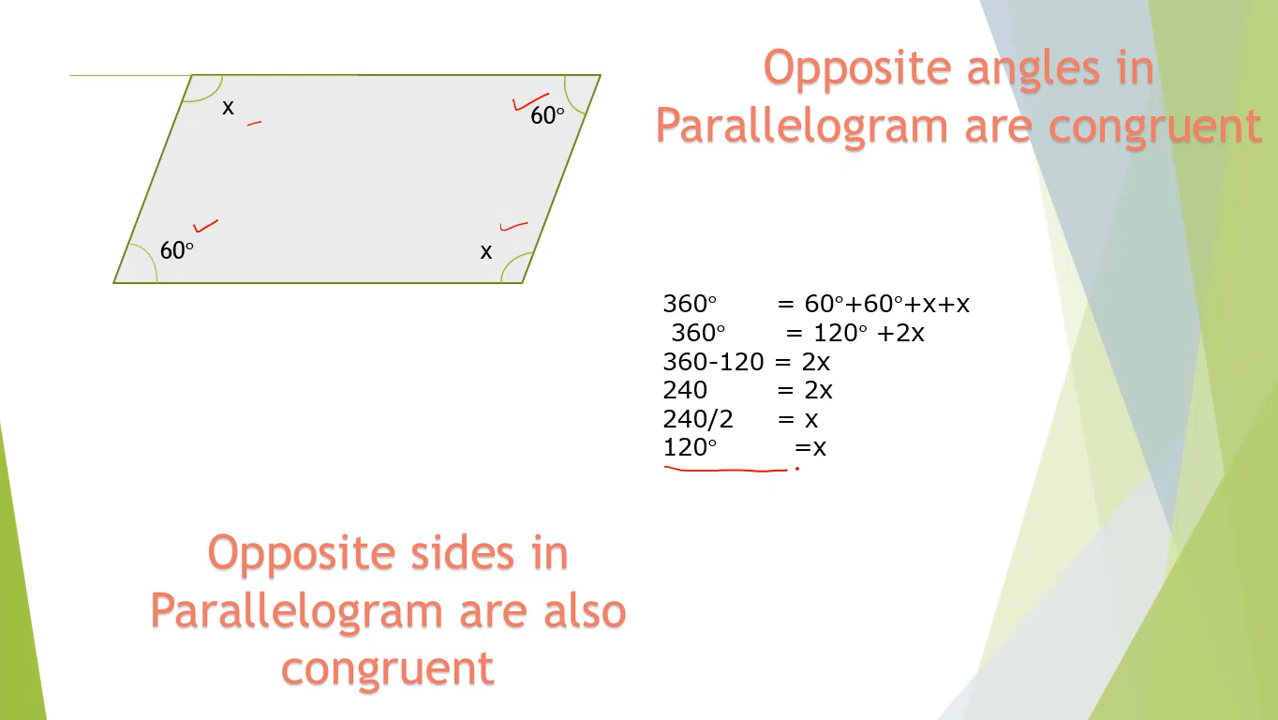 Opposite angles in
Parallelogram are congruent
x
60°
60°
x
360° = 60°+60°+x+x
360° = 120° +2x
360-120 = 2x
240 = 2x
240/2 = x
120° =x
Opposite sides in
Parallelogram are also
congruent